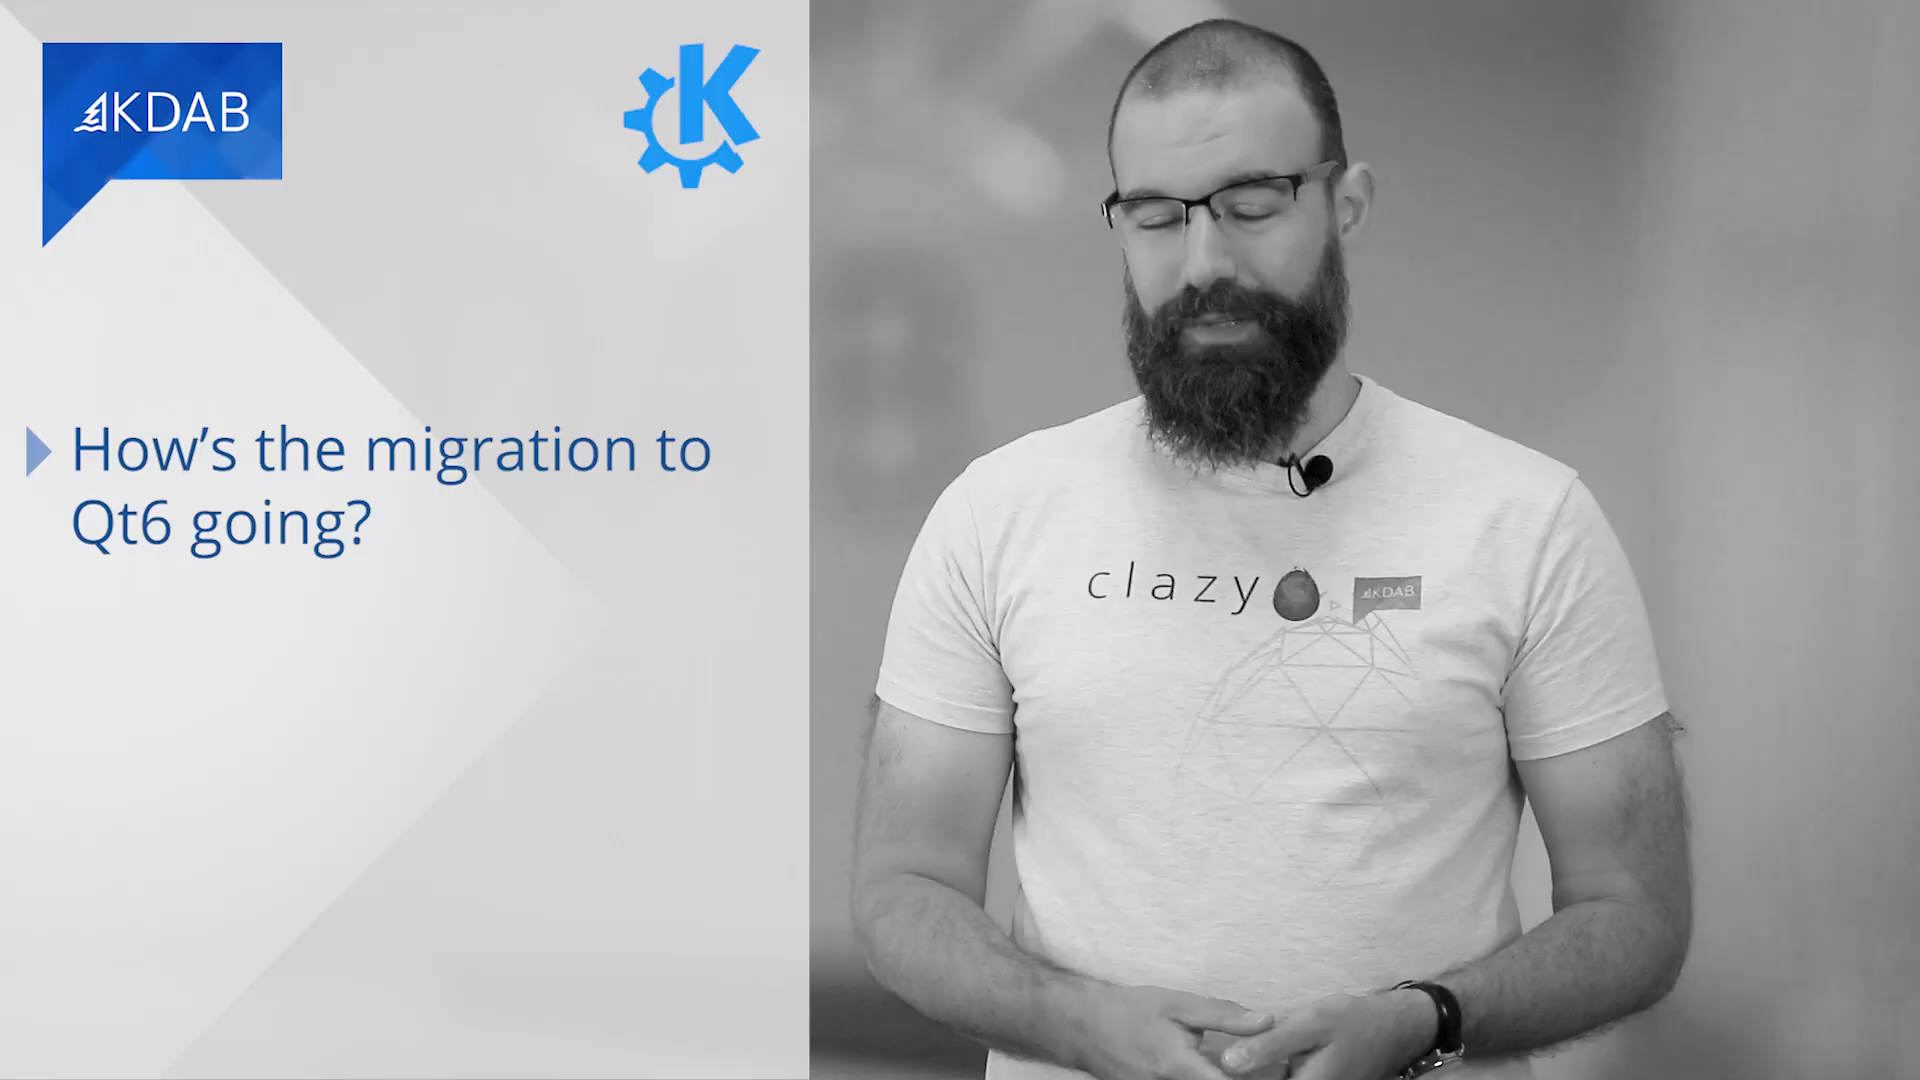 KDAB
K
How's the migration to
Qt6 going?
clazy
KDAB